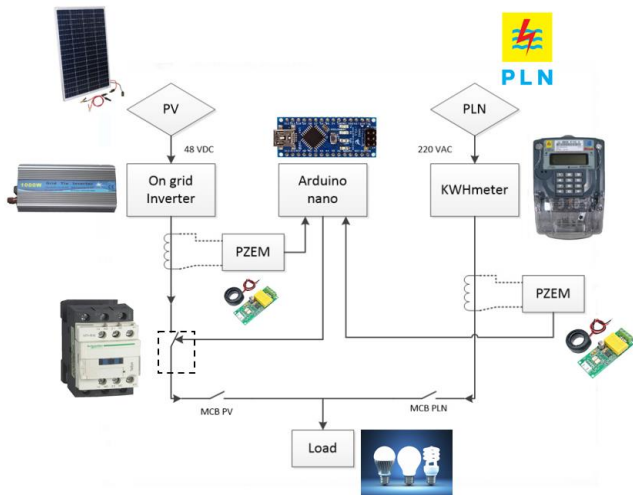 PLN
PV
PLN
48 VDC
220 VAC
1000W
On grid
Inverter
Arduino
nano
KWHmeter
PZEM
PZEM
MCB PV
MCB PLN
Load